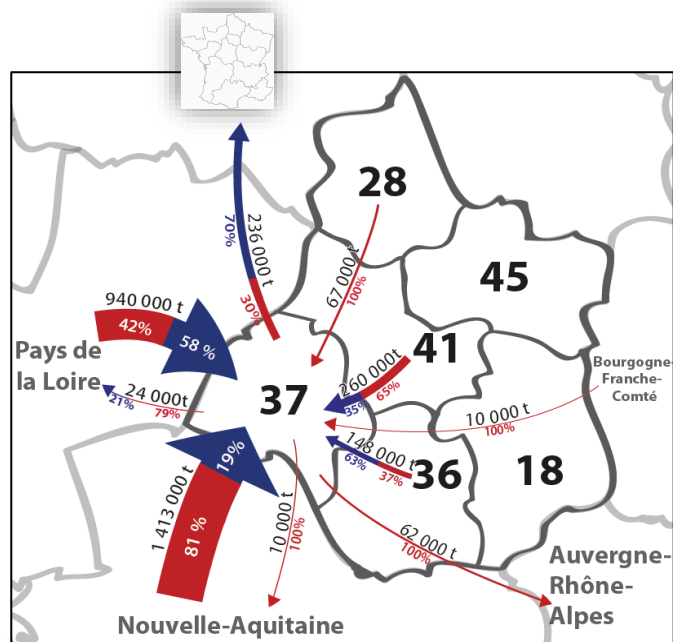 28
236 000 t
70%
30%
67 000 t
100%
45
940 000 t
42%
58 %
41
Pays de
la Loire
260 000t
35%
65%
Bourgogne-
Franche-
Comté
24 000t
21%
79%
37
10 000 t
100%
148 000 t
63%
37%
36
18
19%
1 413 000 t
81 %
10 000 t
100%
62 000 t
100%
Auvergne-
Rhône-
Alpes
Nouvelle-Aquitaine